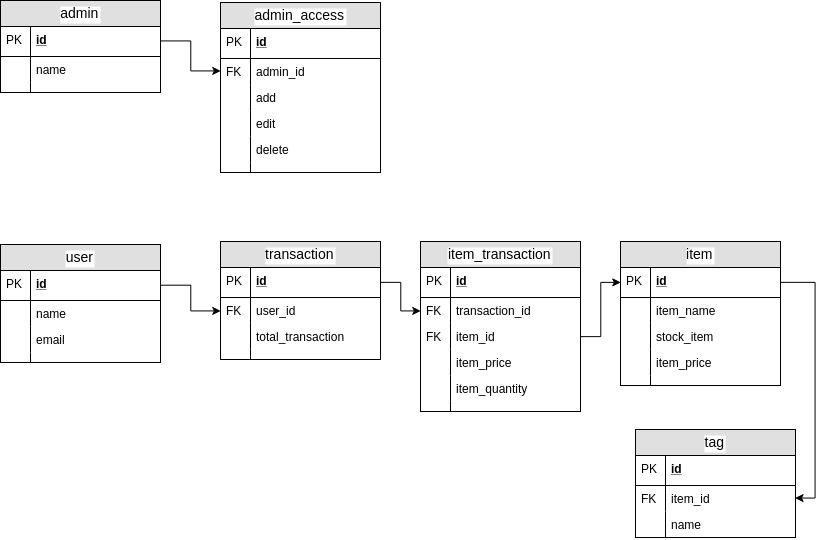 admin
PK id
name
admin_access
PK id
FK admin_id
add
edit
delete
user
PK id
name
email
transaction
PK id
FK user_id
total_transaction
item_transaction
PK id
FK transaction_id
FK item_id
item_price
item_quantity
item
PK id
item_name
stock_item
item_price
tag
PK id
FK item_id
name